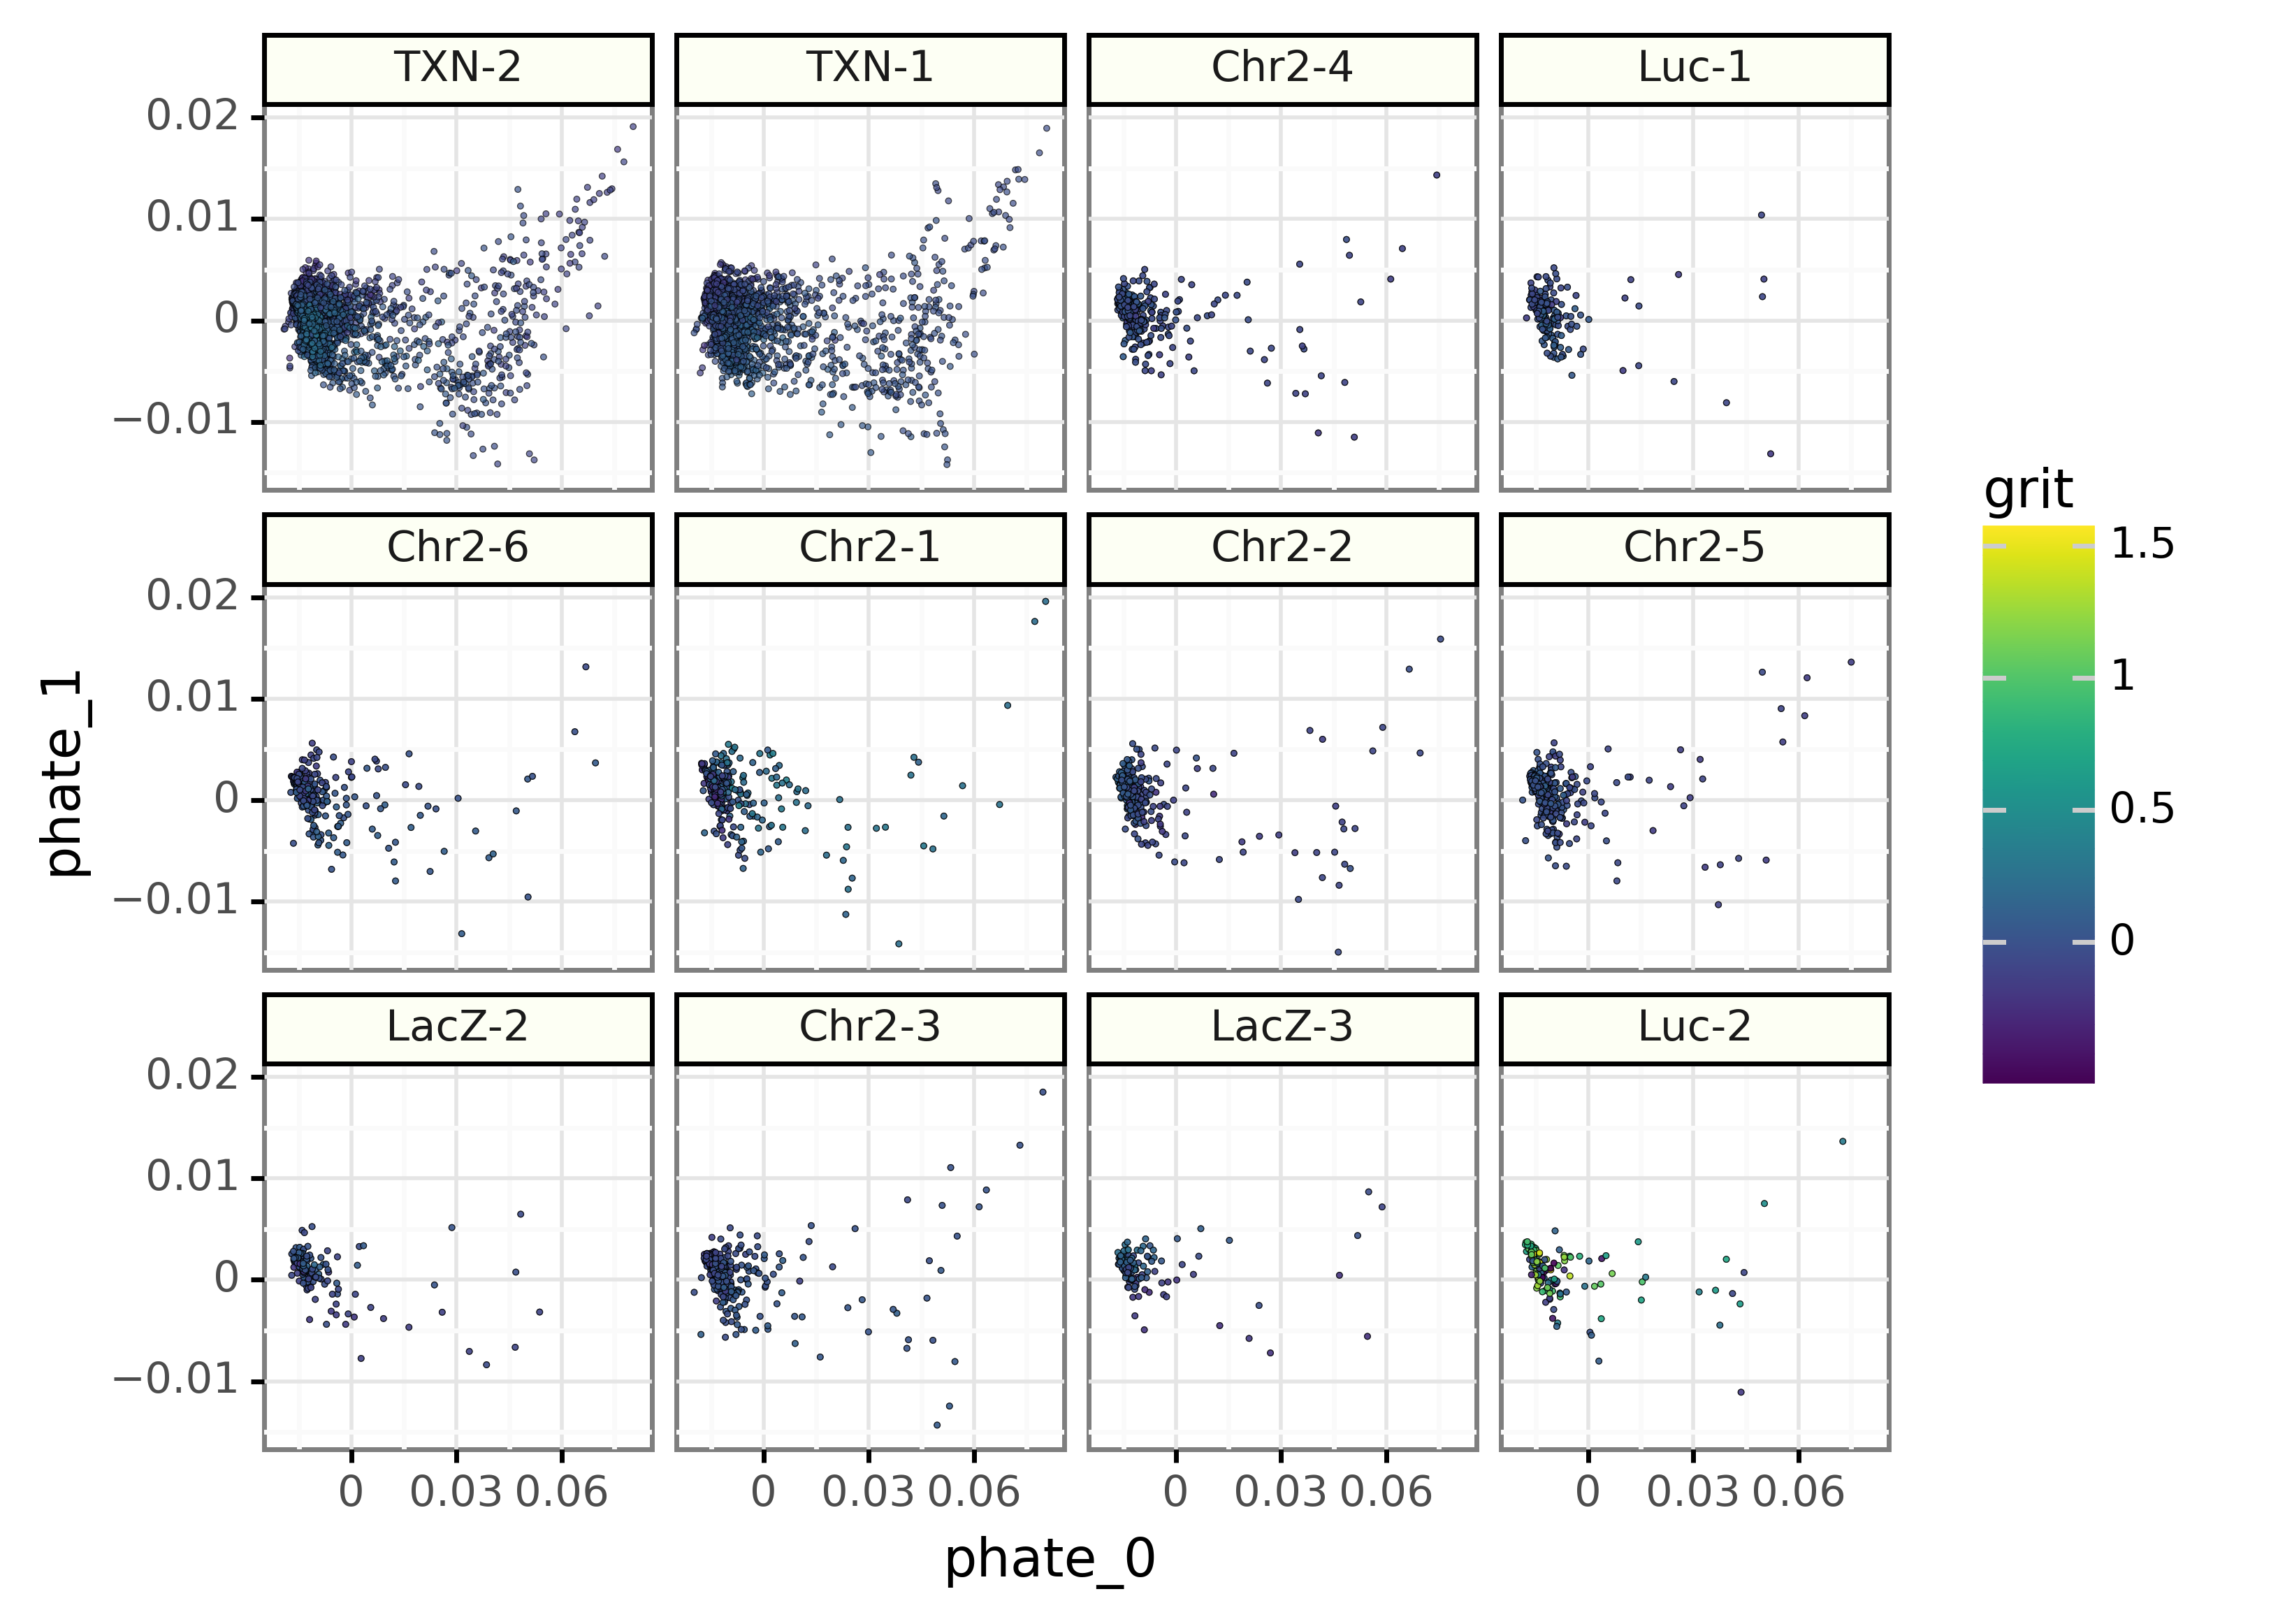 TXN-2 TXN-1 Chr2-4 Luc-1
0.02
0.01
0
−0.01
Chr2-6 Chr2-1 Chr2-2 Chr2-5
0.02
0.01
0
−0.01
LacZ-2 Chr2-3 LacZ-3 Luc-2
0.02
0.01
0
−0.01
0 0.03 0.06 0 0.03 0.06 0 0.03 0.06 0 0.03 0.06
phate_0
phate_1
grit
1.5
1
0.5
0